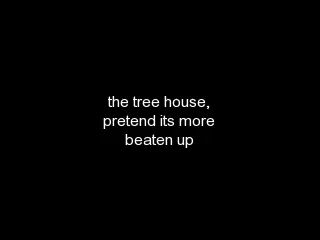 the tree house,
pretend its more
beaten up